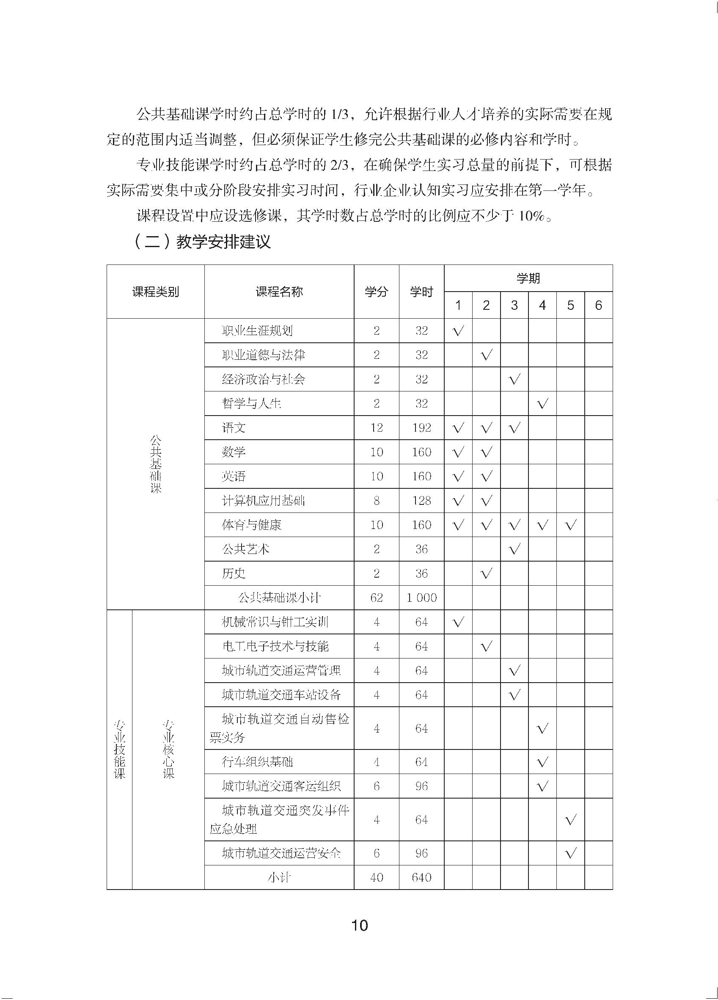 公共基础课学时约占总学时的 1/3，允许根据行业人才培养的实际需要在规
定的范围内适当调整，但必须保证学生修完公共基础课的必修内容和学时。
专业技能课学时约占总学时的 2/3，在确保学生实习总量的前提下，可根据
实际需要集中或分阶段安排实习时间，行业企业认知实习应安排在第一学年。
课程设置中应设选修课，其学时数占总学时的比例应不少于 10%。
（二）教学安排建议
课程类别 课程名称 学分 学时 学期
1 2 3 4 5 6
公共基础课
职业生涯规划 2 32 √
职业道德与法律 2 32 √
经济政治与社会 2 32 √
哲学与人生 2 32 √
语文 12 192 √ √ √
数学 10 160 √ √
英语 10 160 √ √
计算机应用基础 8 128 √ √
体育与健康 10 160 √ √ √ √ √
公共艺术 2 36 √
历史 2 36 √
公共基础课小计 62 1 000
专业技能课
专业核心课
机械常识与钳工实训 4 64 √
电工电子技术与技能 4 64 √
城市轨道交通运营管理 4 64 √
城市轨道交通车站设备 4 64 √
城市轨道交通自动售检
票实务 4 64 √
行车组织基础 4 64 √
城市轨道交通客运组织 6 96 √
城市轨道交通突发事件
应急处理 4 64 √
城市轨道交通运营安全 6 96 √
小计 40 640
10